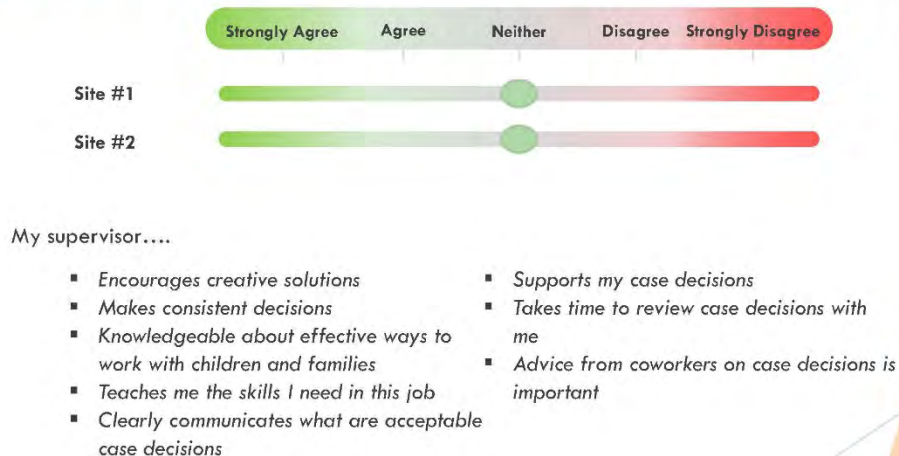 Strongly Agree Agree Neither Disagree Strongly Disagree
Site #1
Site #2
My supervisor....
▪ Encourages creative solutions
▪ Makes consistent decisions
▪ Knowledgeable about effective ways to
work with children and families
▪ Teaches me the skills I need in this job
▪ Clearly communicates what are acceptable
case decisions
▪ Supports my case decisions
▪ Takes time to review case decisions with
me
▪ Advice from coworkers on case decisions is
important